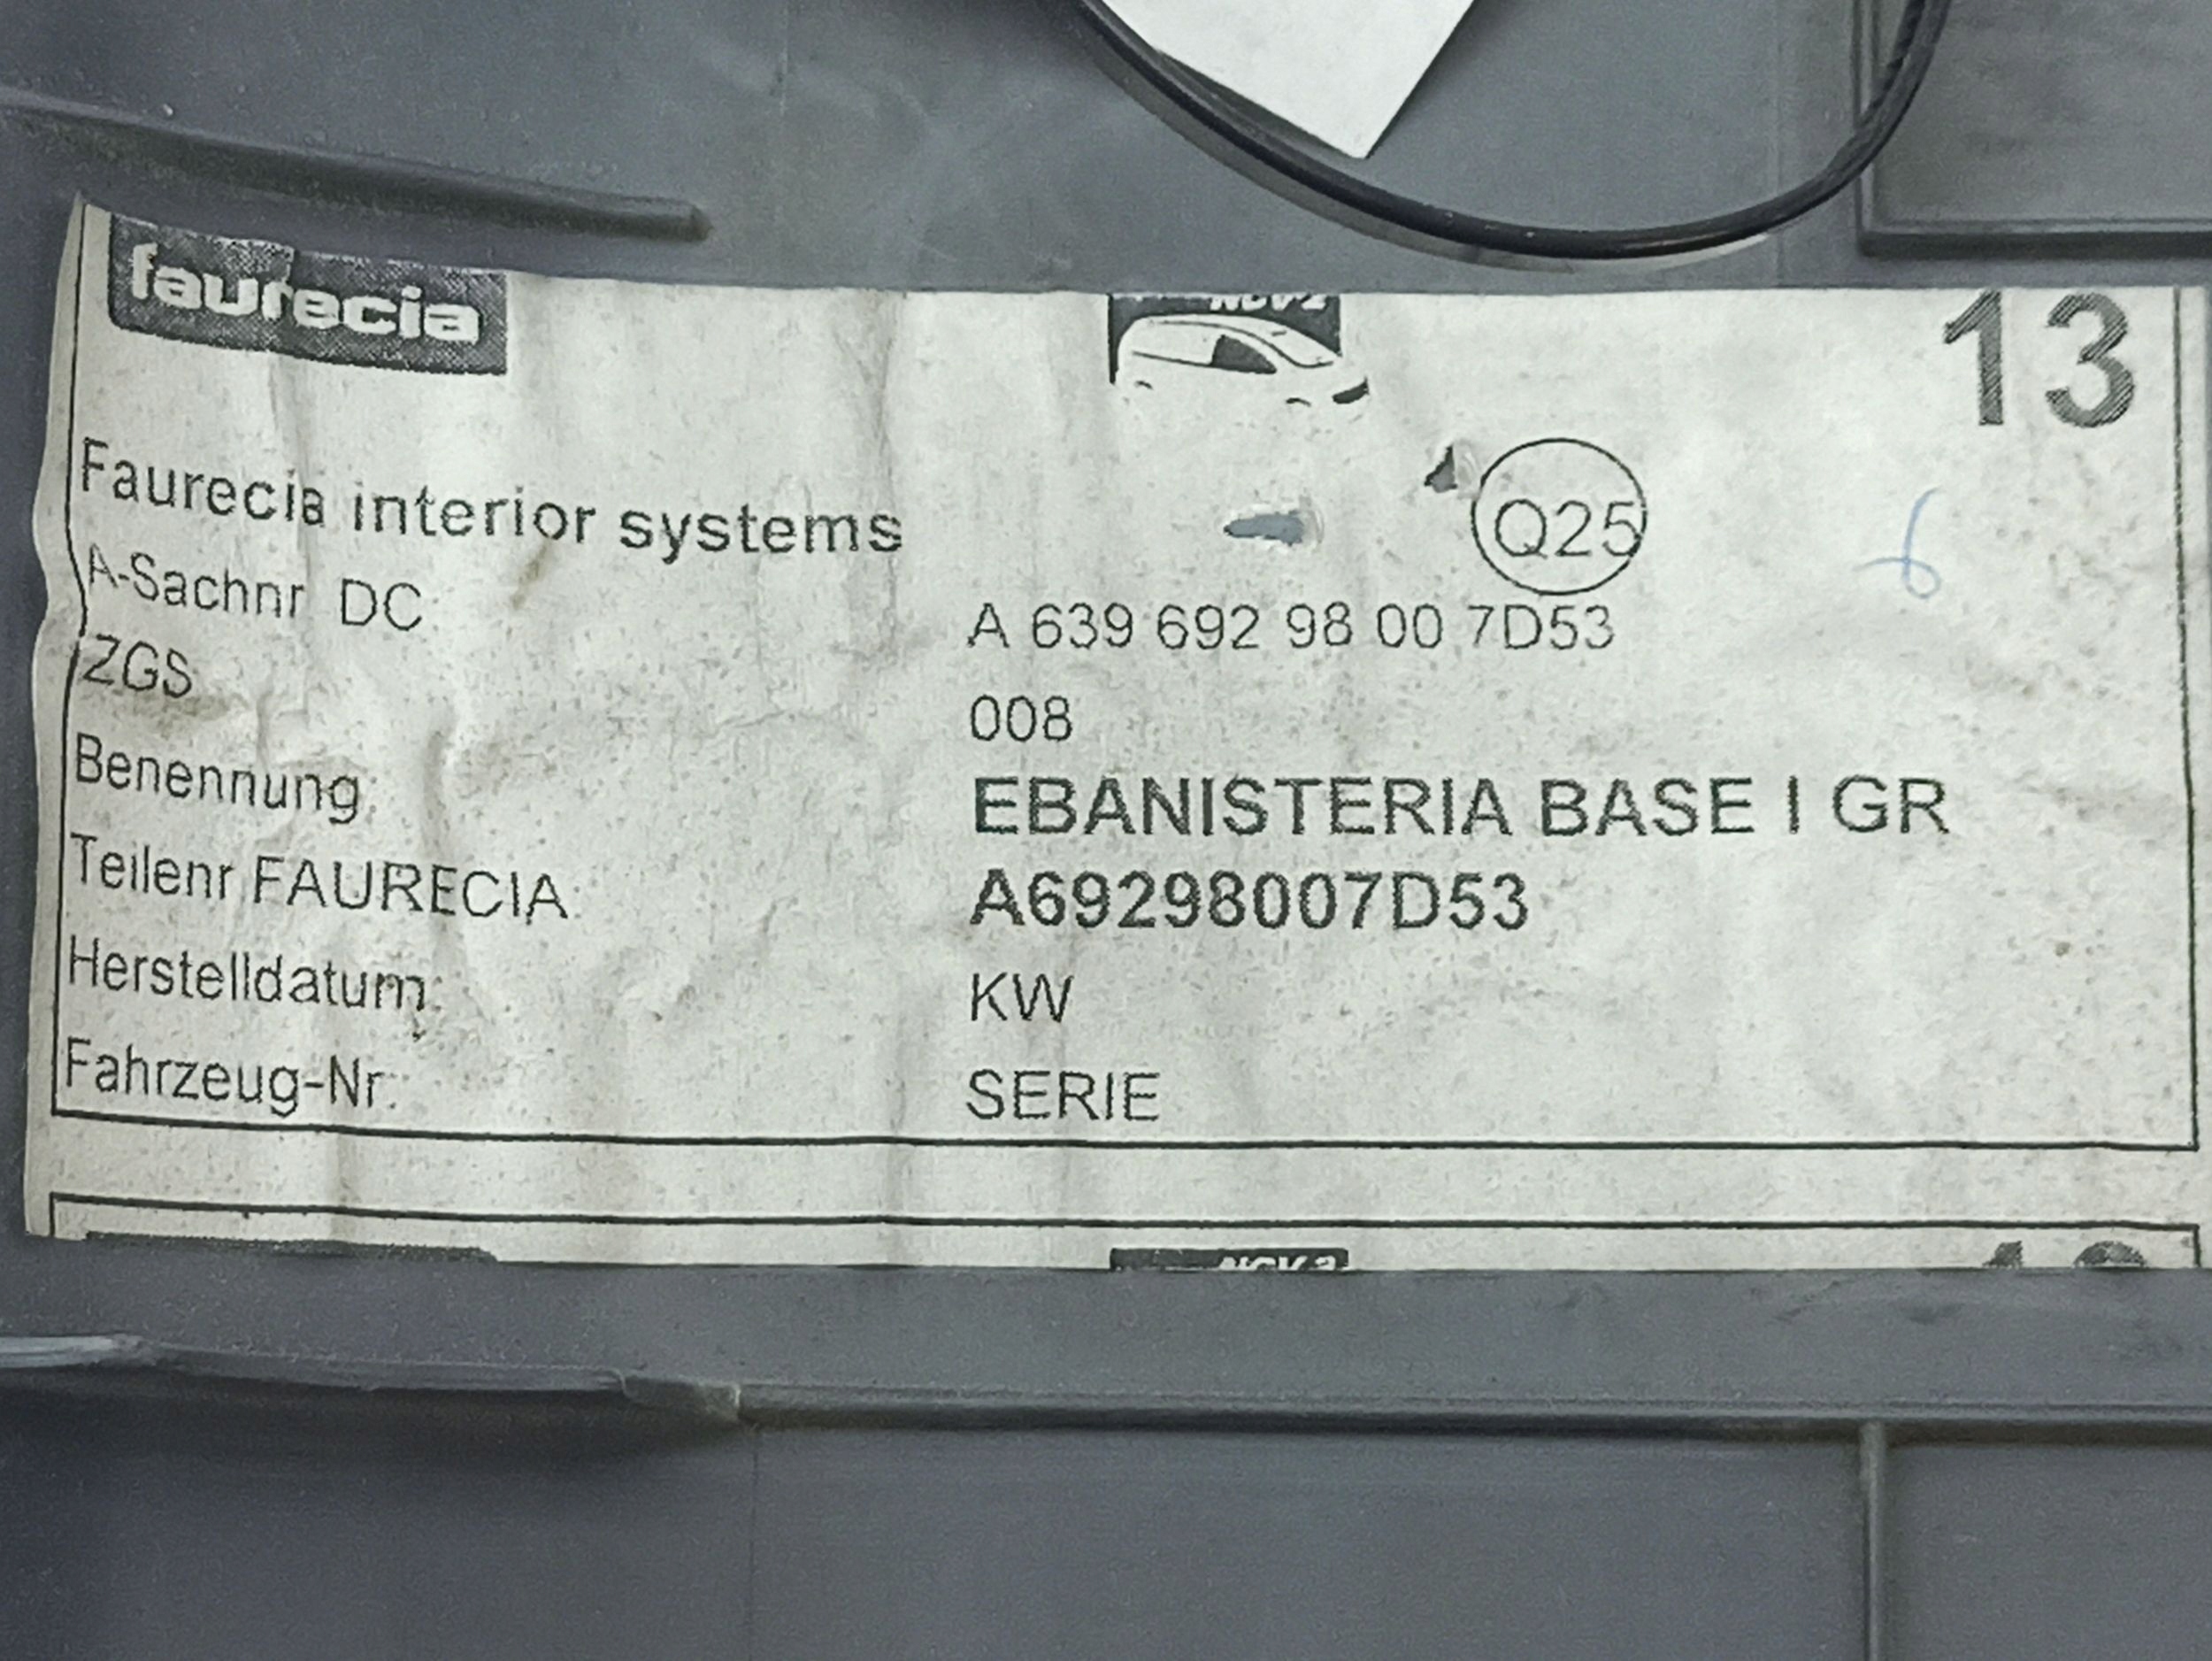 faurecia
NCV2
13
Faurecia interior systems
Q25
A-Sachnr DC A 639 692 98 00 7D53
ZGS 008
Benennung: EBANISTERIA BASE I GR
Teilenr FAURECIA: A69298007D53
Herstelldatum: KW
Fahrzeug-Nr: SERIE